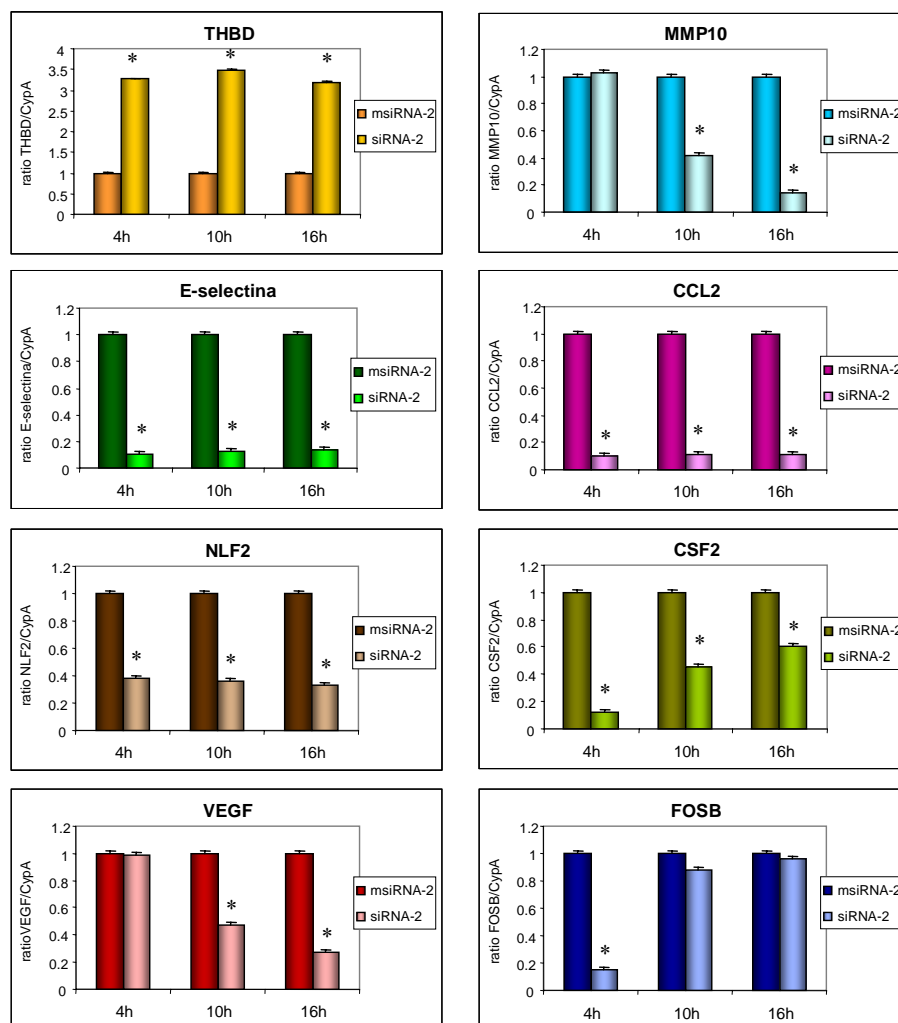 THBD
ratio THBD/CypA
4
3.5
3
2.5
2
1.5
1
0.5
0
*
*
*
4h
10h
16h
msiRNA-2
siRNA-2
MMP10
ratio MMP10/CypA
1.2
1
0.8
0.6
0.4
0.2
0
*
*
4h
10h
16h
msiRNA-2
siRNA-2
E-selectina
ratio E-selectina/CypA
1.2
1
0.8
0.6
0.4
0.2
0
*
*
*
4h
10h
16h
msiRNA-2
siRNA-2
CCL2
ratio CCL2/CypA
1.2
1
0.8
0.6
0.4
0.2
0
*
*
*
4h
10h
16h
msiRNA-2
siRNA-2
NLF2
ratio NLF2/CypA
1.2
1
0.8
0.6
0.4
0.2
0
*
*
*
4h
10h
16h
msiRNA-2
siRNA-2
CSF2
ratio CSF2/CypA
1.2
1
0.8
0.6
0.4
0.2
0
*
*
*
4h
10h
16h
msiRNA-2
siRNA-2
VEGF
ratioVEGF/CypA
1.2
1
0.8
0.6
0.4
0.2
0
*
*
4h
10h
16h
msiRNA-2
siRNA-2
FOSB
ratio FOSB/CypA
1.2
1
0.8
0.6
0.4
0.2
0
*
4h
10h
16h
msiRNA-2
siRNA-2